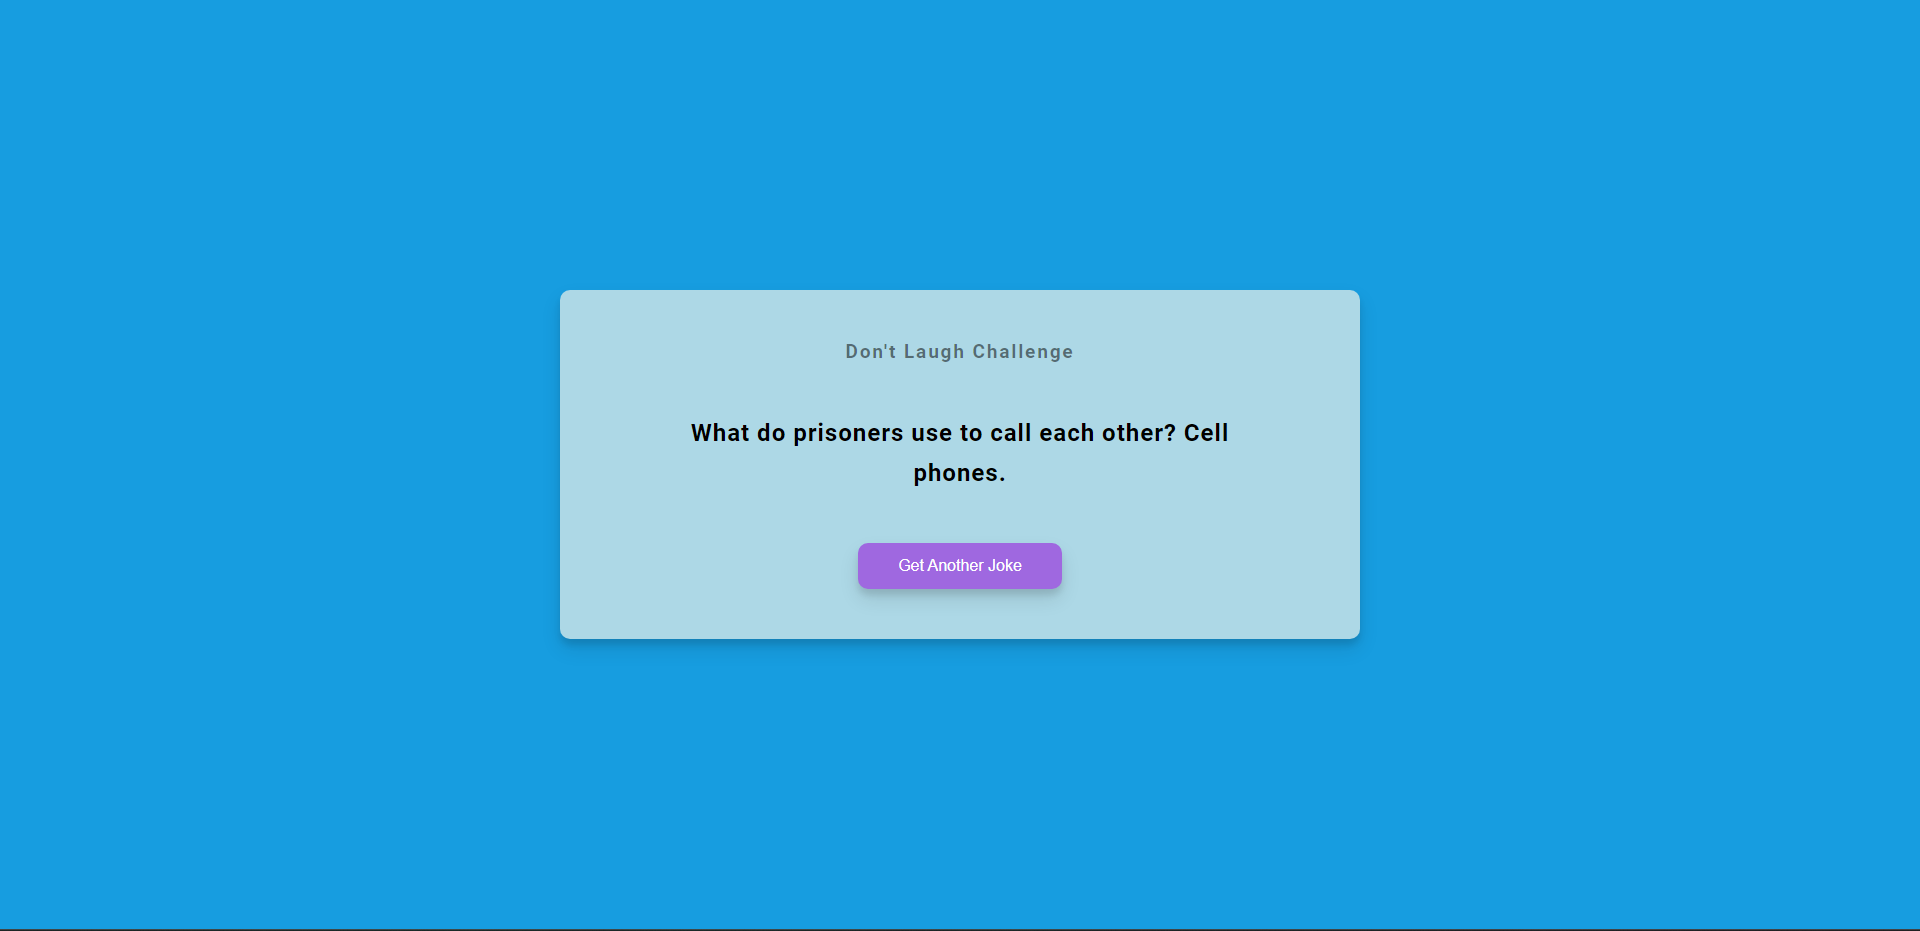 Don't Laugh Challenge
What do prisoners use to call each other? Cell
phones.
Get Another Joke